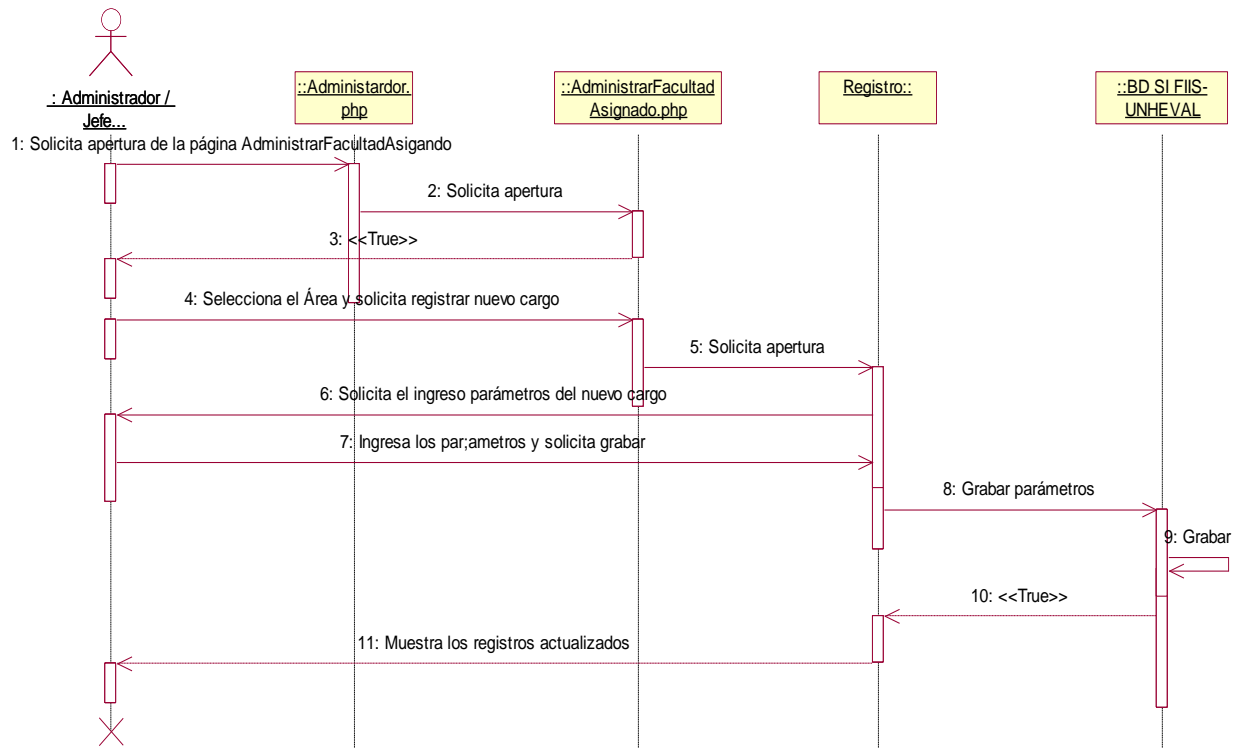 : Administrador /
Jefe...
::Administardor.
php
::AdministrarFacultad
Asignado.php
Registro::
::BD SI FIIS-
UNHEVAL
1: Solicita apertura de la página AdministrarFacultadAsigando
2: Solicita apertura
3: <<True>>
4: Selecciona el Área y solicita registrar nuevo cargo
5: Solicita apertura
6: Solicita el ingreso parámetros del nuevo cargo
7: Ingresa los par;ametros y solicita grabar
8: Grabar parámetros
9: Grabar
10: <<True>>
11: Muestra los registros actualizados